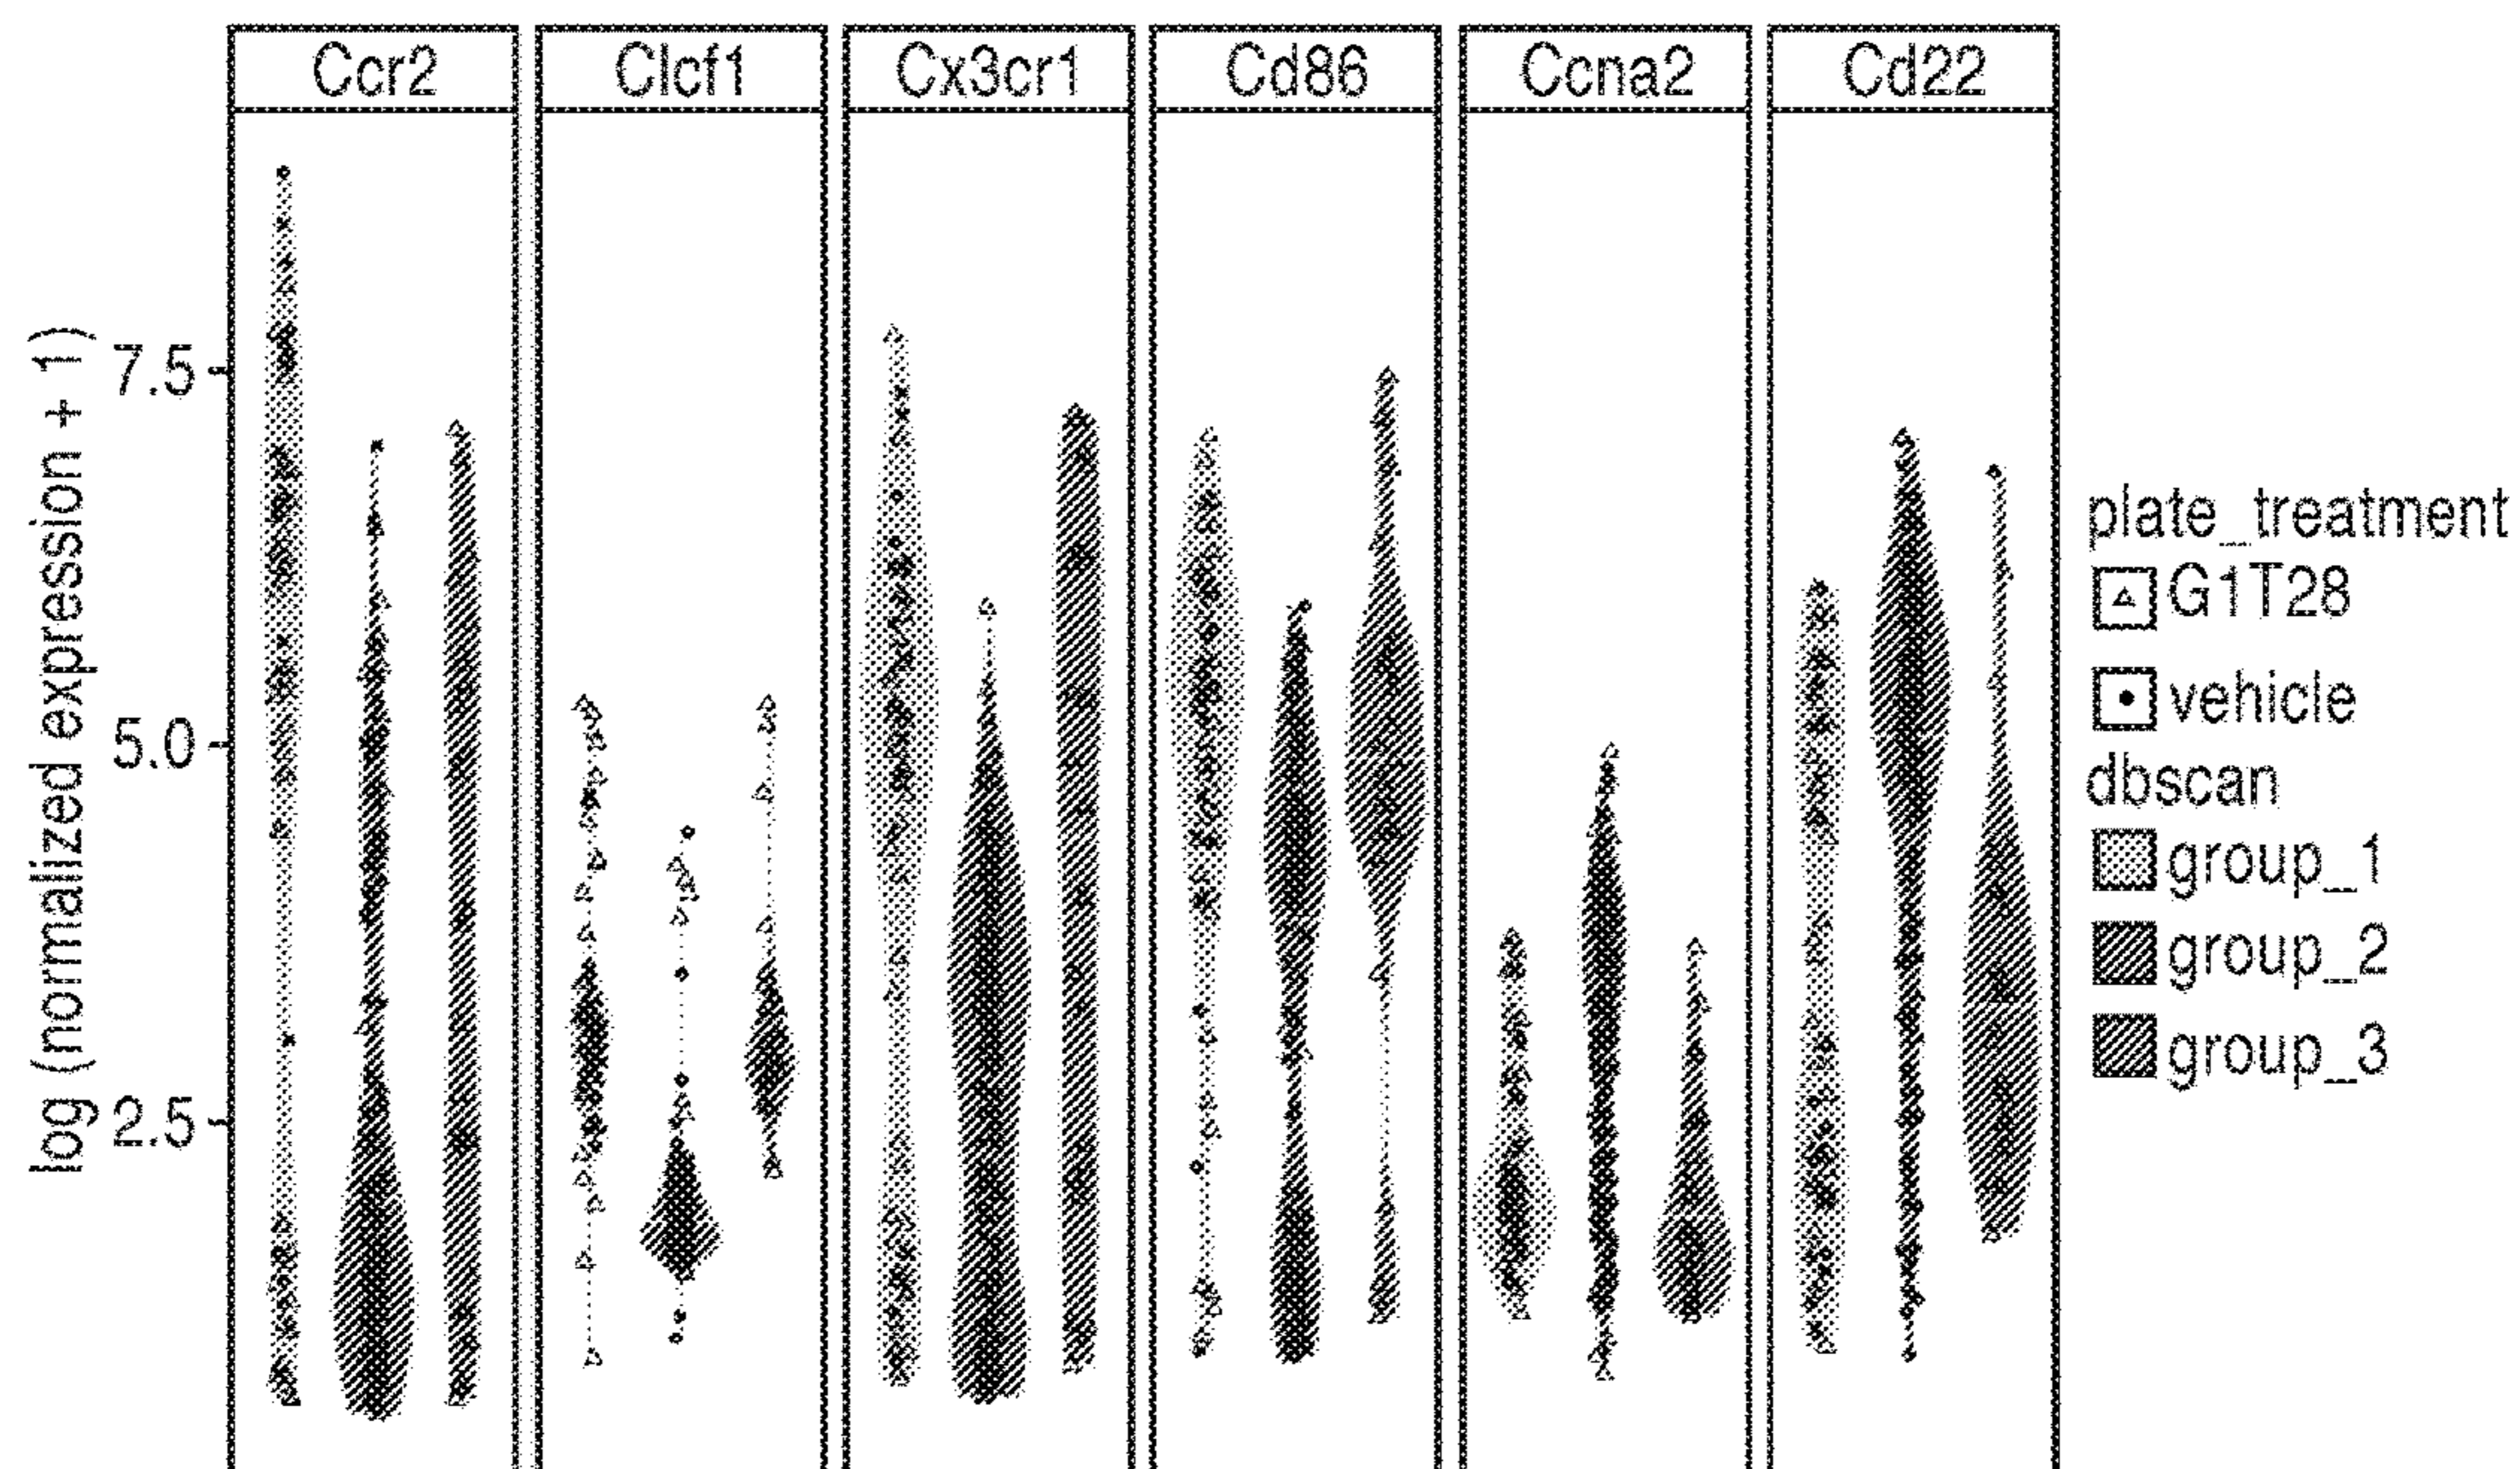 Ccr2 Clcf1 Cx3cr1 Cd86 Ccna2 Cd22
log (normalized expression + 1)
7.5
5.0
2.5
plate_treatment
G1T28
vehicle
dbscan
group_1
group_2
group_3